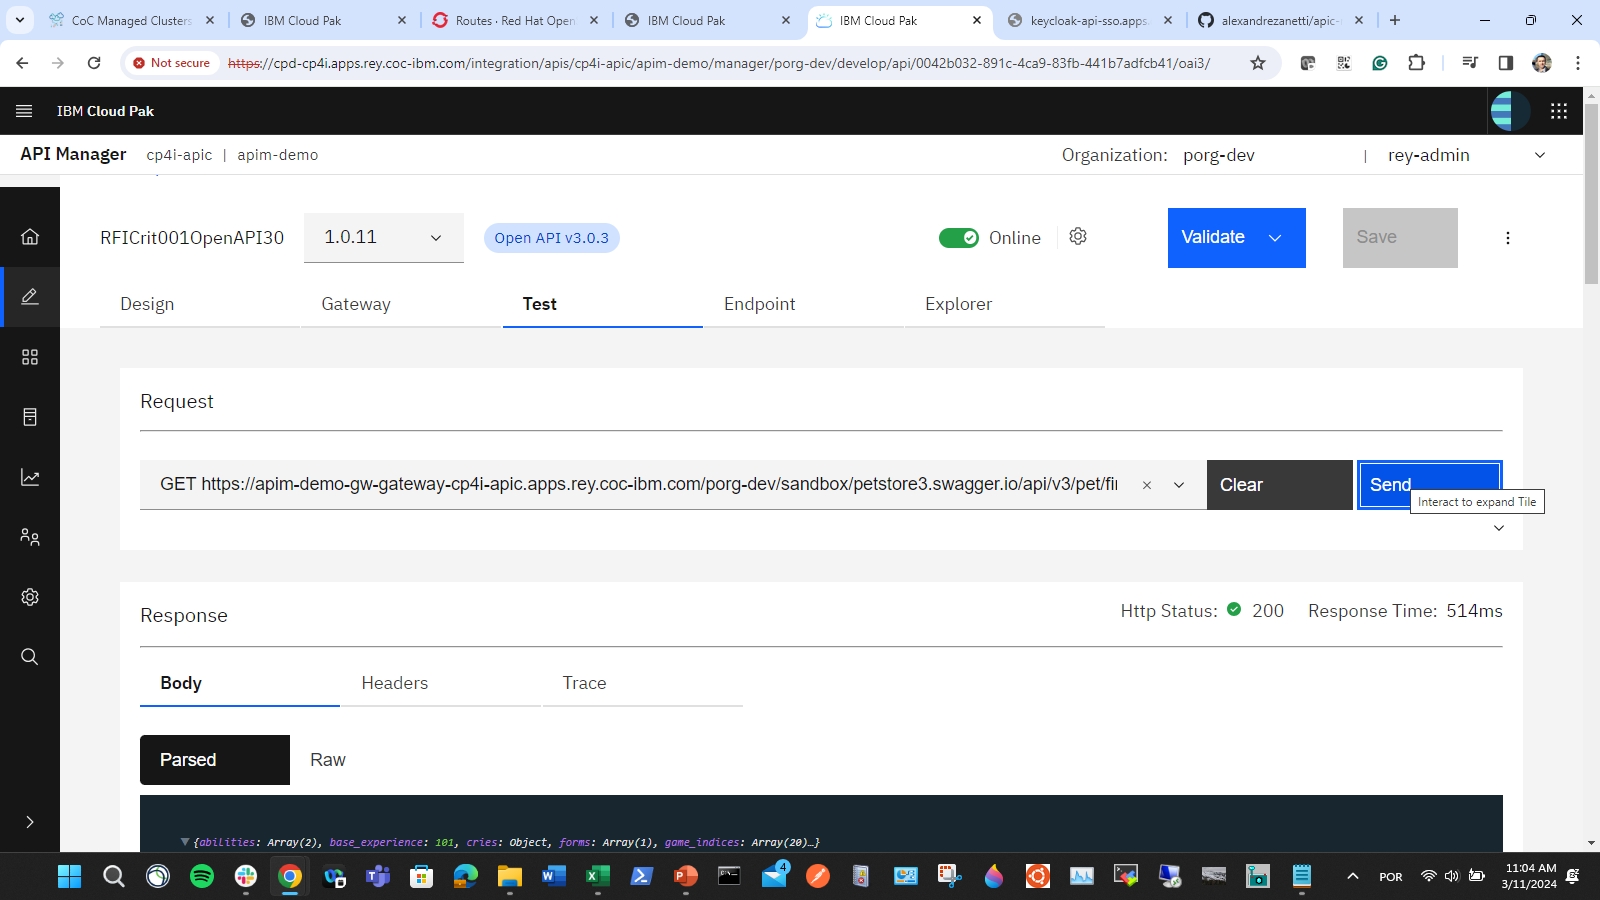 CoC Managed Clusters
IBM Cloud Pak
Routes · Red Hat Open
IBM Cloud Pak
IBM Cloud Pak
keycloak-api-sso.apps.
alexandrezanetti/apic-
Not secure
https://cpd-cp4i.apps.rey.coc-ibm.com/integration/apis/cp4i-apic/apim-demo/manager/porg-dev/develop/api/0042b032-891c-4ca9-83fb-441b7adfcb41/oai3/
IBM Cloud Pak
API Manager cp4i-apic | apim-demo
Organization: porg-dev | rey-admin
RFICrit001OpenAPI30 1.0.11 Open API v3.0.3 Online Validate Save
Design Gateway Test Endpoint Explorer
Request
GET https://apim-demo-gw-gateway-cp4i-apic.apps.rey.coc-ibm.com/porg-dev/sandbox/petstore3.swagger.io/api/v3/pet/fi Clear Send
Interact to expand Tile
Response Http Status: 200 Response Time: 514ms
Body Headers Trace
Parsed Raw
{abilities: Array(2), base_experience: 101, cries: Object, forms: Array(1), game_indices: Array(20)…}
4
POR
11:04 AM
3/11/2024